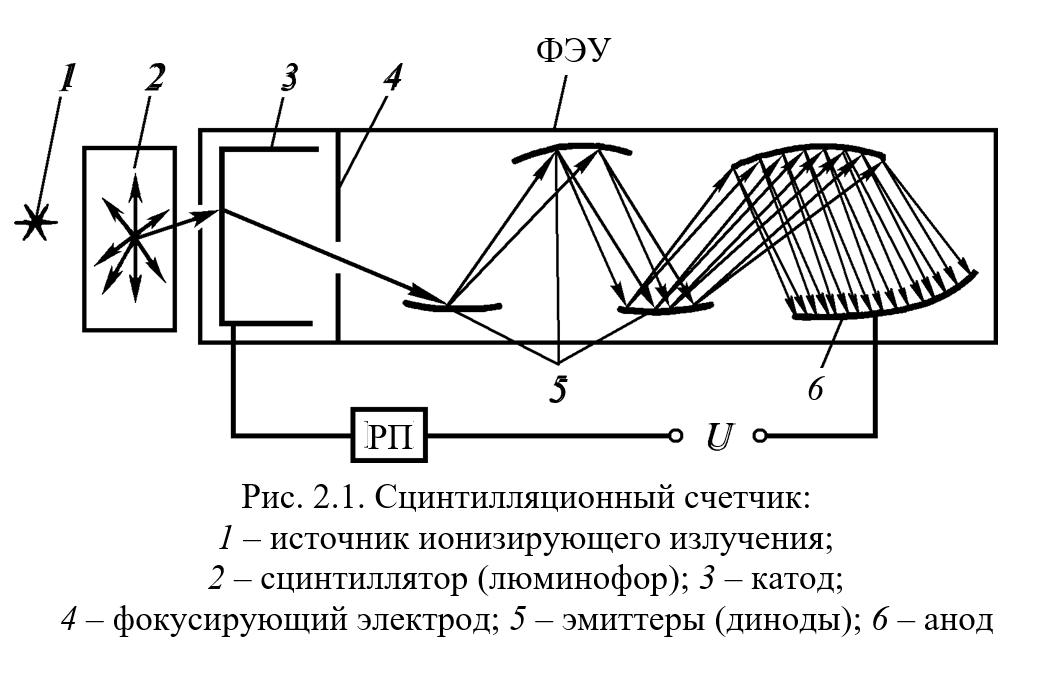 ФЭУ
1 2 3 4
5 6
РП U
Рис. 2.1. Сцинтилляционный счетчик:
1 – источник ионизирующего излучения;
2 – сцинтиллятор (люминофор); 3 – катод;
4 – фокусирующий электрод; 5 – эмиттеры (диноды); 6 – анод